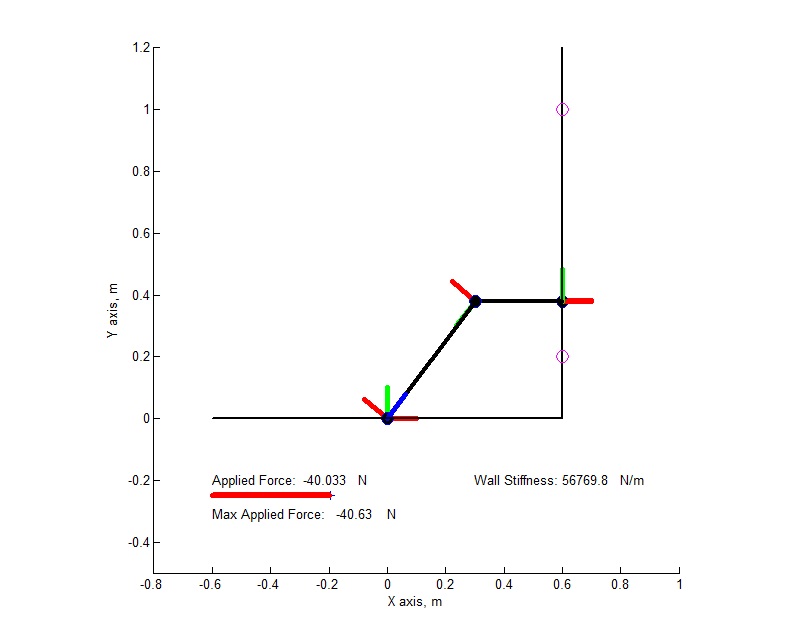 1.2
1
0.8
0.6
0.4
Y axis, m
0.2
0
-0.2
Applied Force: -40.033 N
Wall Stiffness: 56769.8 N/m
Max Applied Force: -40.63 N
-0.4
-0.8 -0.6 -0.4 -0.2 0 0.2 0.4 0.6 0.8 1
X axis, m